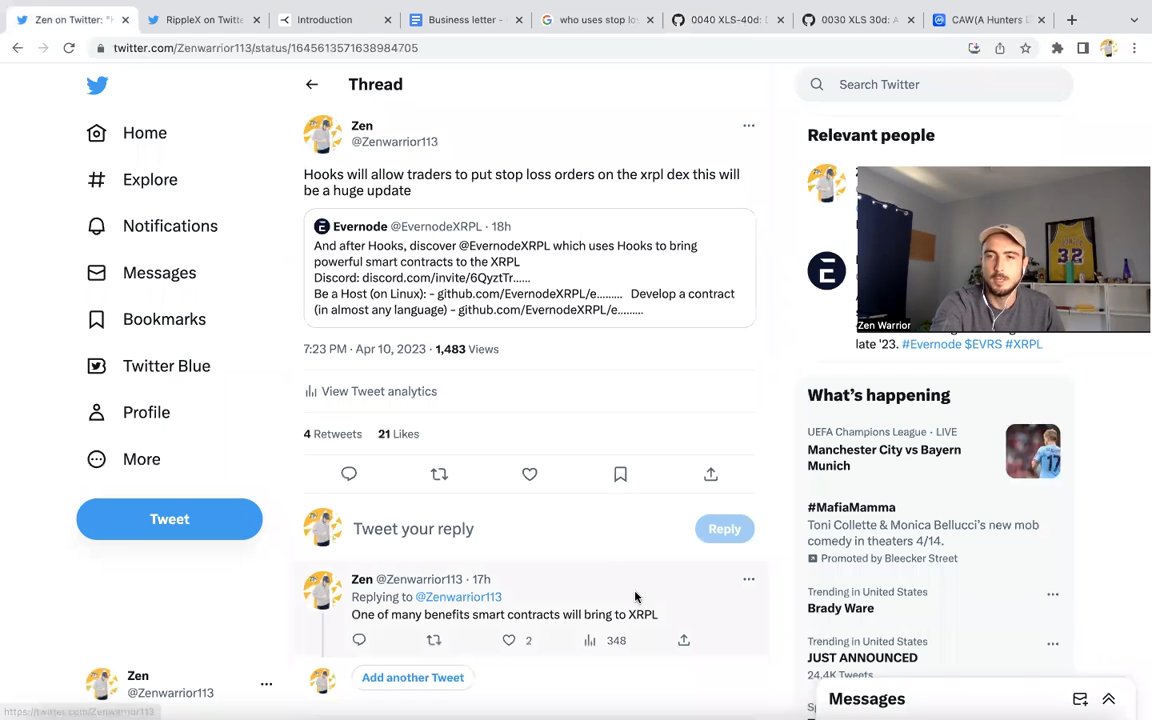 Zen on Twitter: "H
RippleX on Twitte
Introduction
Business letter -
who uses stop lo
0040 XLS-40d:
0030 XLS 30d: A
CAW(A Hunters
twitter.com/Zenwarrior113/status/1645613571638984705
Home
Explore
Notifications
Messages
Bookmarks
Twitter Blue
Profile
More
Tweet
Zen
@Zenwarrior113
https://twitter.com/Zenwarrior113
Thread
Zen
@Zenwarrior113
Hooks will allow traders to put stop loss orders on the xrpl dex this will
be a huge update
Evernode @EvernodeXRPL · 18h
And after Hooks, discover @EvernodeXRPL which uses Hooks to bring
powerful smart contracts to the XRPL
Discord: discord.com/invite/6QyztTr......
Be a Host (on Linux): - github.com/EvernodeXRPL/e......... Develop a contract
(in almost any language) - github.com/EvernodeXRPL/e.........
7:23 PM · Apr 10, 2023 · 1,483 Views
View Tweet analytics
4 Retweets 21 Likes
Tweet your reply
Reply
Zen @Zenwarrior113 · 17h
Replying to @Zenwarrior113
One of many benefits smart contracts will bring to XRPL
2
348
Add another Tweet
Search Twitter
Relevant people
E
32
Zen Warrior
late '23. #Evernode $EVRS #XRPL
What's happening
UEFA Champions League · LIVE
Manchester City vs Bayern
Munich
17
#MafiaMamma
Toni Collette & Monica Bellucci's new mob
comedy in theaters 4/14.
Promoted by Bleecker Street
Trending in United States
Brady Ware
Trending in United States
JUST ANNOUNCED
24.4K Tweets
Messages